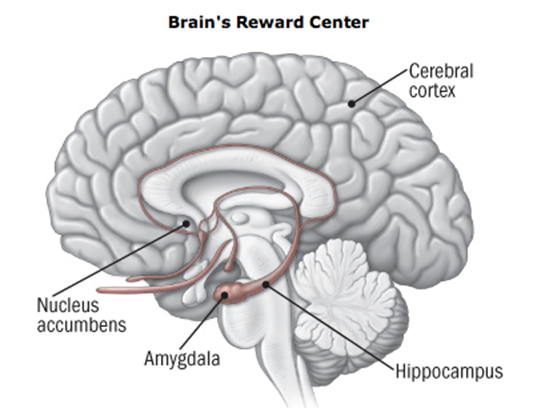 Brain's Reward Center
Cerebral
cortex
Nucleus
accumbens
Amygdala
Hippocampus